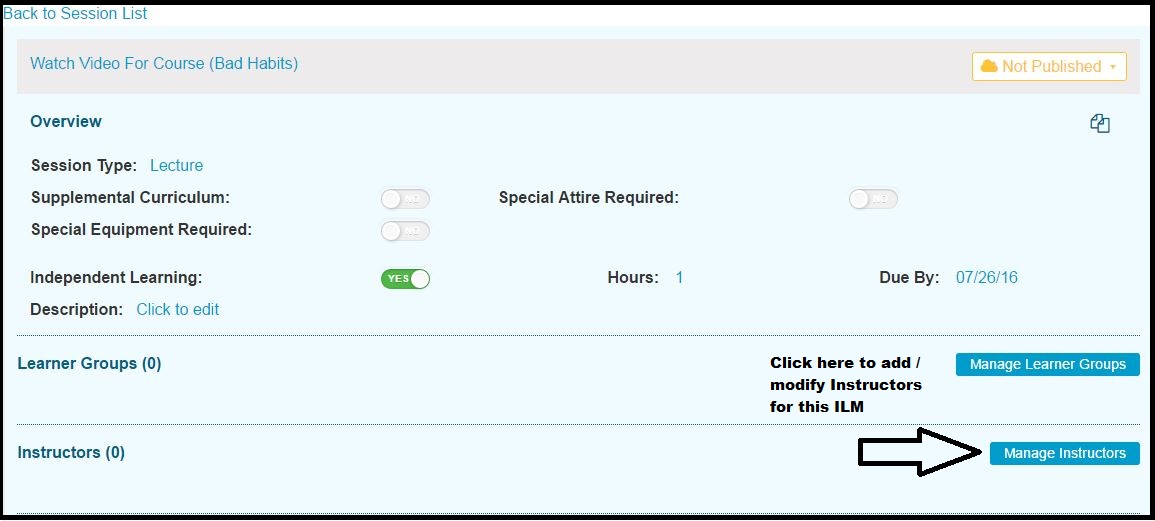 Back to Session List
Watch Video For Course (Bad Habits)
Not Published
Overview
Session Type: Lecture
Supplemental Curriculum: NO Special Attire Required: NO
Special Equipment Required: NO
Independent Learning: YES Hours: 1 Due By: 07/26/16
Description: Click to edit
Learner Groups (0)
Click here to add /
modify Instructors
for this ILM
Manage Learner Groups
Instructors (0)
Manage Instructors